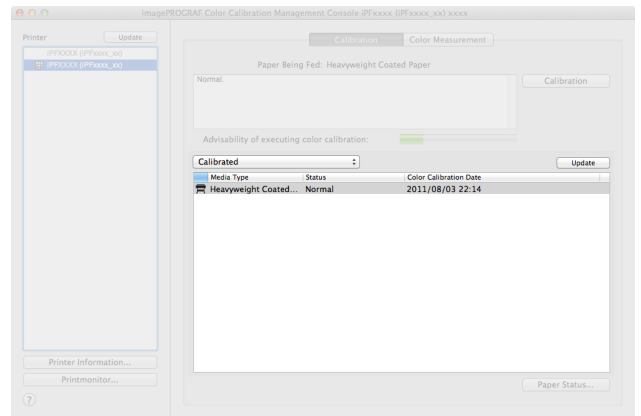 imagePROGRAF Color Calibration Management Console iPFxxxx (iPFxxxx_xx) xxxx
Printer
Update
iPFXXXX (iPFxxxx_xx)
iPFXXXX (iPFxxxx_xx)
Calibration
Color Measurement
Paper Being Fed: Heavyweight Coated Paper
Normal.
Calibration
Advisability of executing color calibration:
Calibrated
Update
Media Type Status Color Calibration Date
Heavyweight Coated... Normal 2011/08/03 22:14
Printer Information...
Printmonitor...
Paper Status...
?